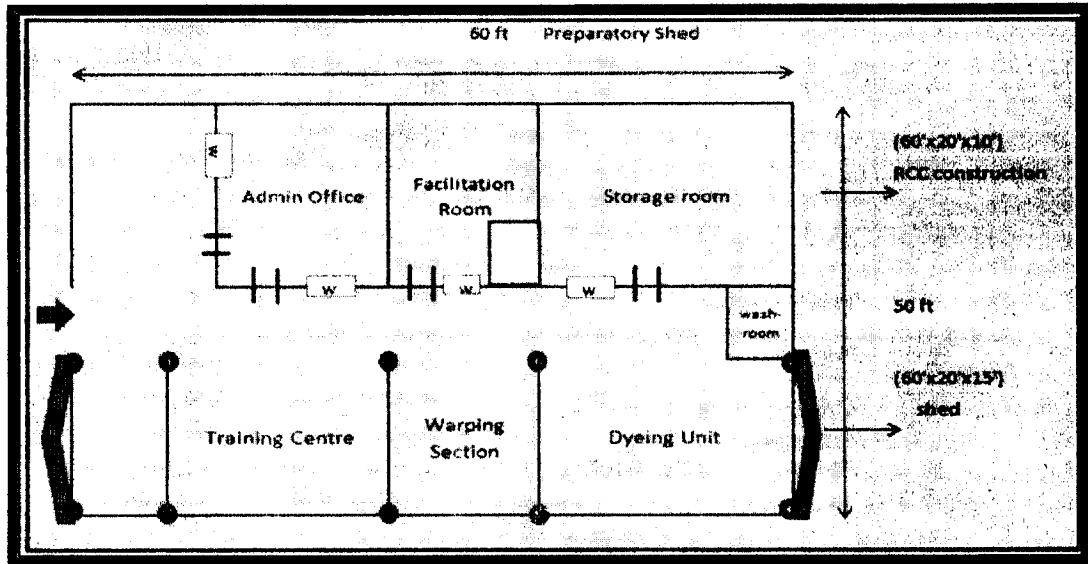 60 ft Preparatory Shed
W
Admin Office
Facilitation
Room
Storage room
(60'x20'x10')
RCC construction
W
W
W
wash-
room
50 ft
(60'x20'x15')
shed
Training Centre
Warping
Section
Dyeing Unit